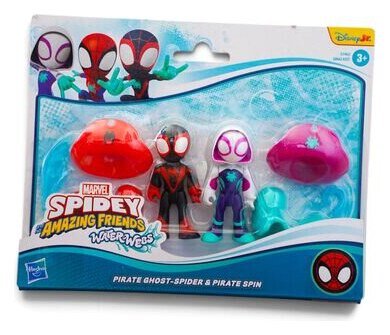 Disney Jr.
3+
MARVEL
SPIDEY
AND HIS
AMAZING FRIENDS
WATER-WEBS
Hasbro
PIRATE GHOST-SPIDER & PIRATE SPIN